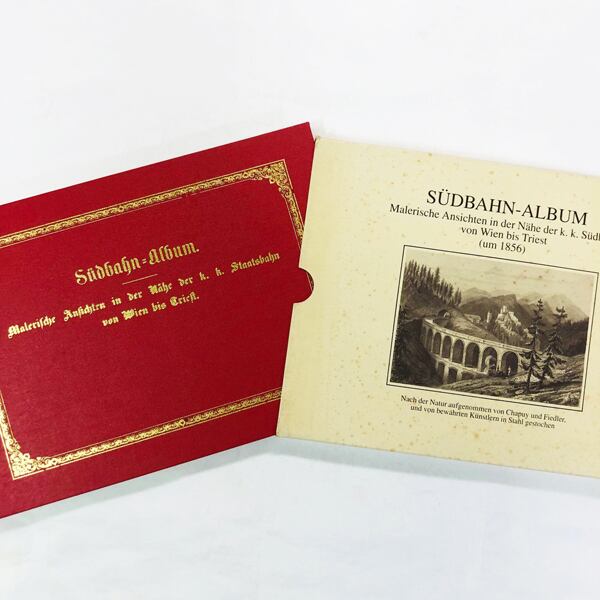 Südbahn-Album.
Malerische Ansichten in der Nähe der k. k. Staatsbahn
von Wien bis Triest.
SÜDBAHN-ALBUM
Malerische Ansichten in der Nähe der k. k. Südb
von Wien bis Triest
(um 1856)
Nach der Natur aufgenommen von Chapuy und Fiedler,
und von bewährten Künstlern in Stahl gestochen